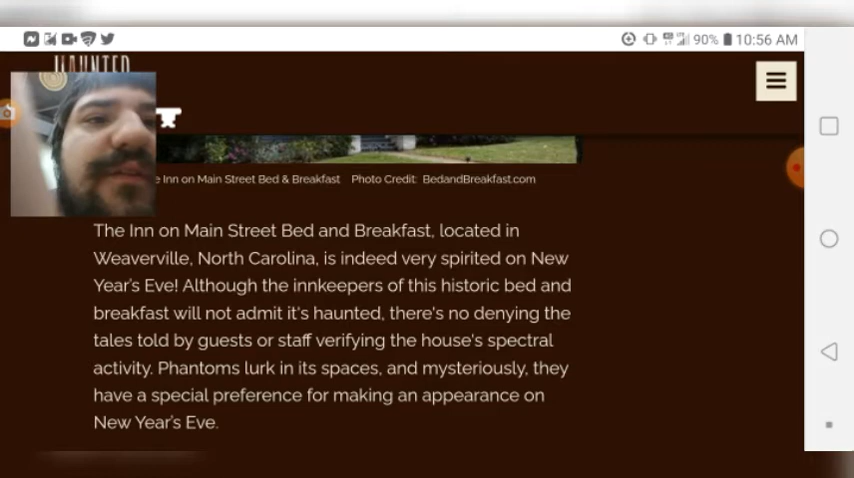 90% 10:56 AM
HAUNTED
e Inn on Main Street Bed & Breakfast Photo Credit: BedandBreakfast.com
The Inn on Main Street Bed and Breakfast, located in
Weaverville, North Carolina, is indeed very spirited on New
Year's Eve! Although the innkeepers of this historic bed and
breakfast will not admit it's haunted, there's no denying the
tales told by guests or staff verifying the house's spectral
activity. Phantoms lurk in its spaces, and mysteriously, they
have a special preference for making an appearance on
New Year's Eve.